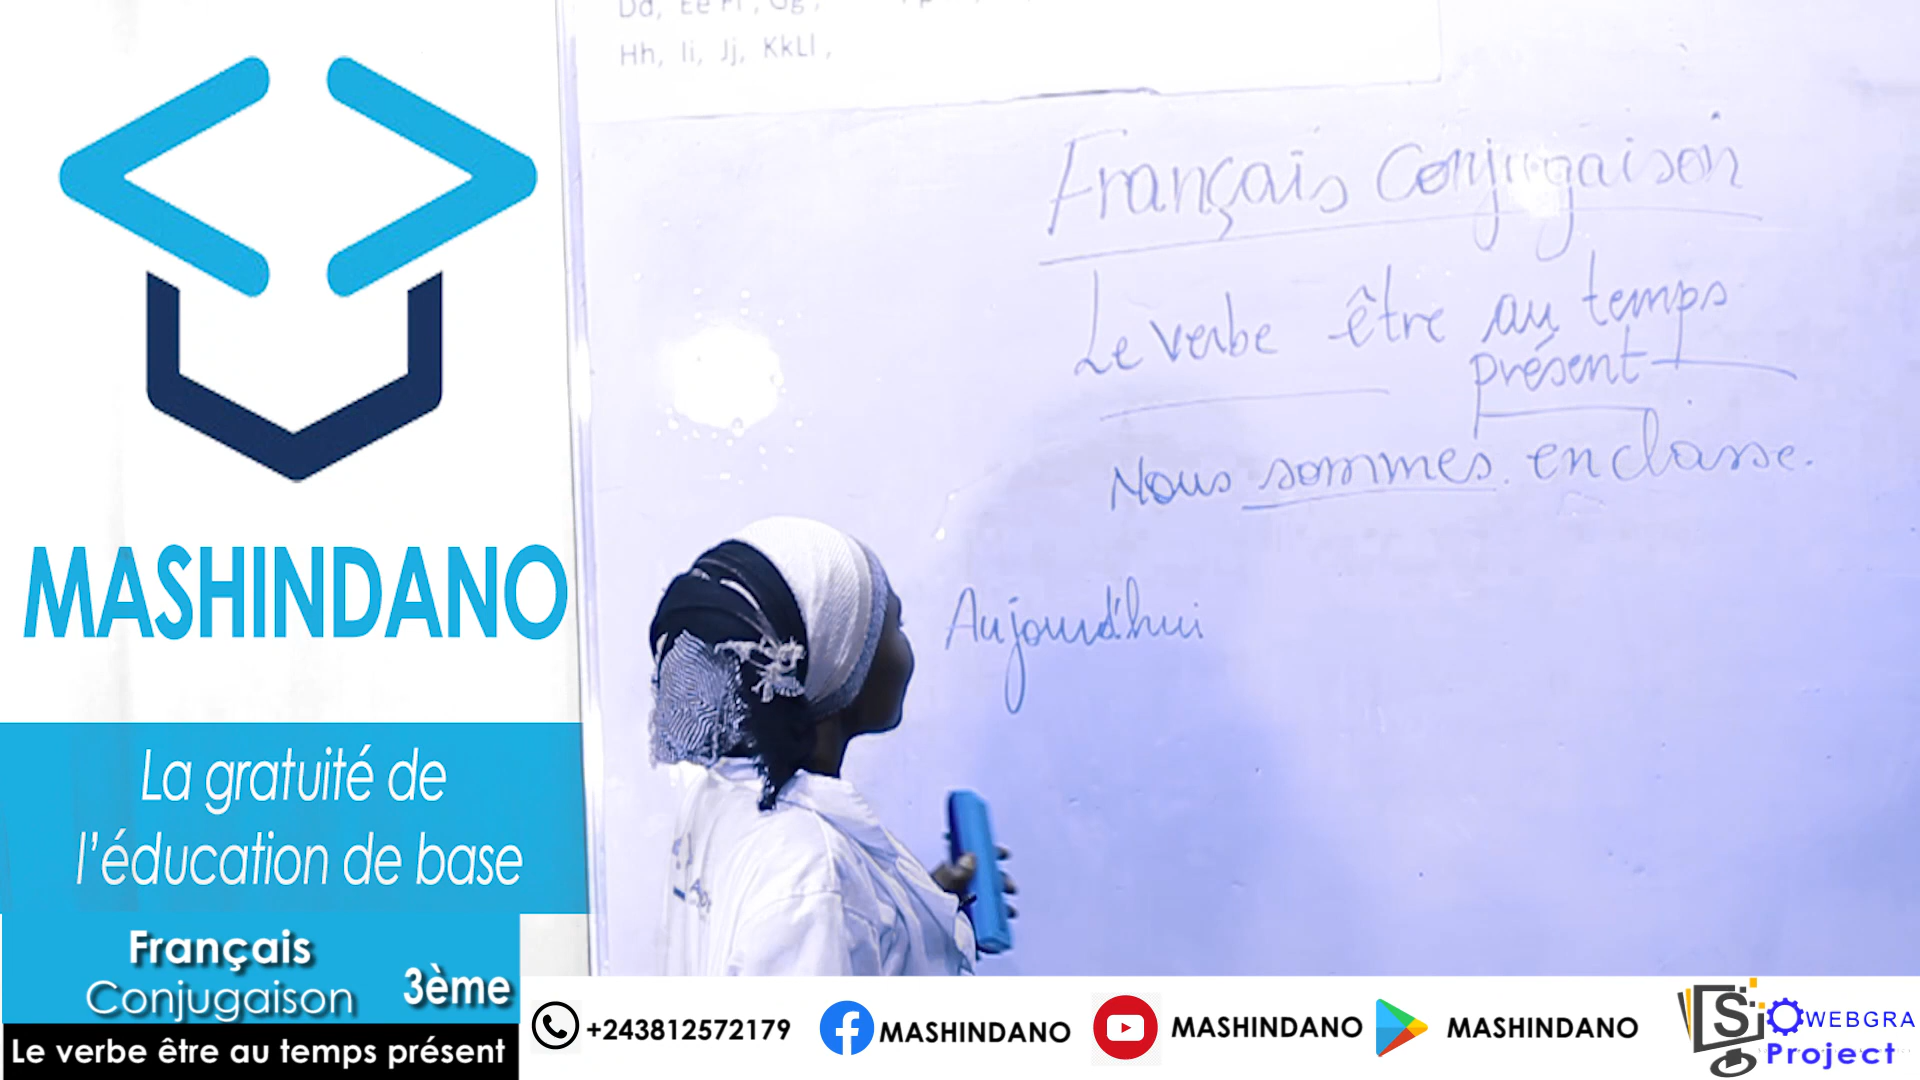 MASHINDANO
La gratuité de
l'éducation de base
Français
Conjugaison
3ème
Le verbe être au temps présent
Hh, Ii, Jj, KkLl,
Français Conjugaison
Le verbe être au temps
présent
Nous sommes en classe.
Aujourd'hui
+243812572179
MASHINDANO
MASHINDANO
MASHINDANO
WEBGRA
Project